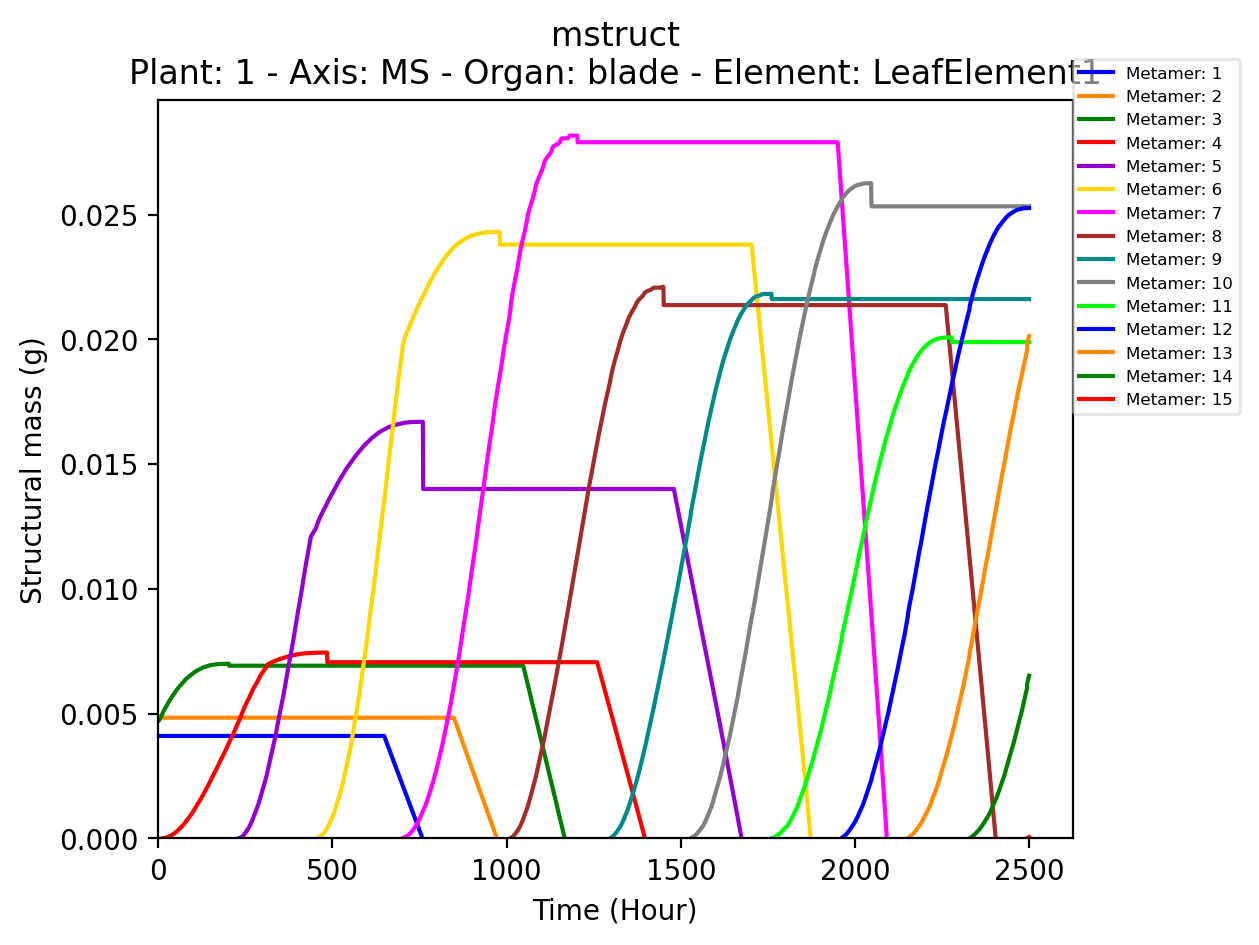 mstruct
Plant: 1 - Axis: MS - Organ: blade - Element: LeafElement1
Metamer: 1
Metamer: 2
Metamer: 3
Metamer: 4
Metamer: 5
Metamer: 6
Metamer: 7
Metamer: 8
Metamer: 9
Metamer: 10
Metamer: 11
Metamer: 12
Metamer: 13
Metamer: 14
Metamer: 15
Structural mass (g)
0.025
0.020
0.015
0.010
0.005
0.000
0 500 1000 1500 2000 2500
Time (Hour)